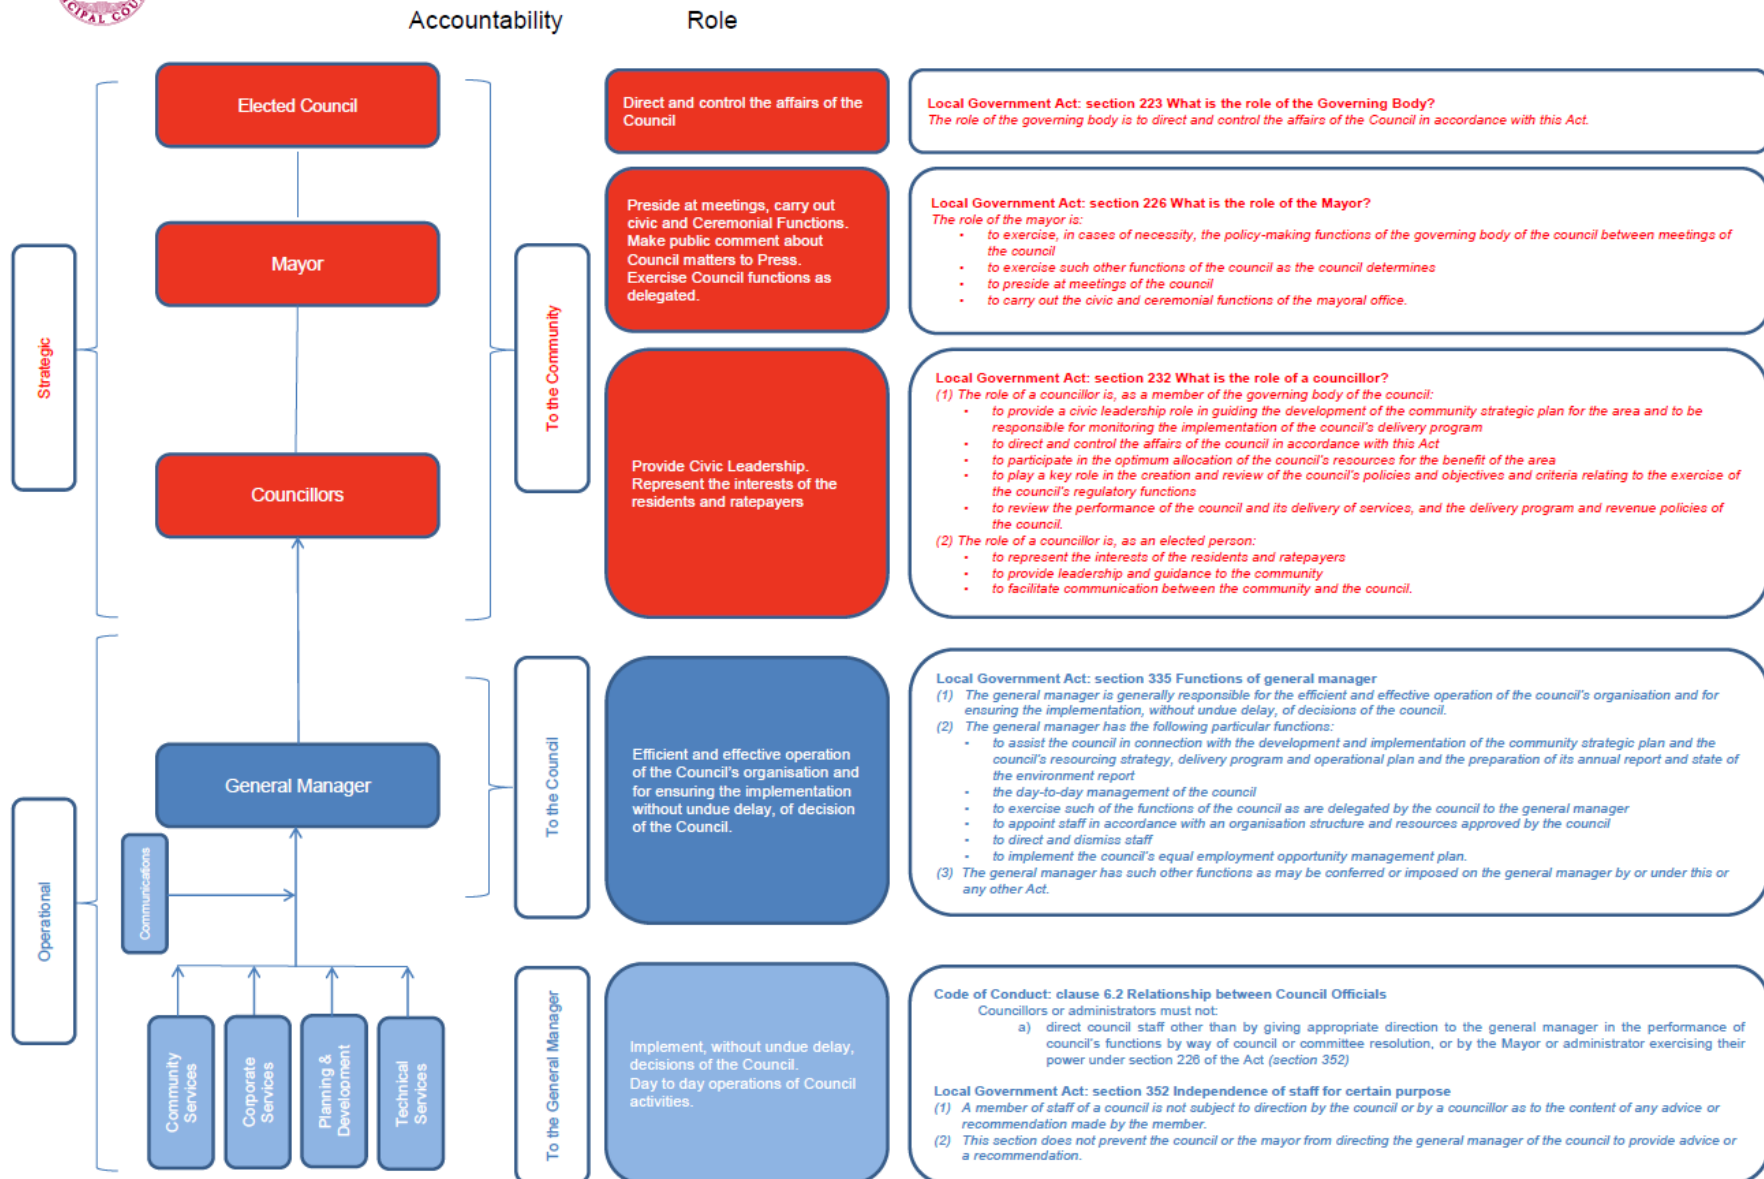 CIPAL COU
Accountability
Role
Strategic
Elected Council
Mayor
Councillors
To the Community
Direct and control the affairs of the
Council
Local Government Act: section 223 What is the role of the Governing Body?
The role of the governing body is to direct and control the affairs of the Council in accordance with this Act.
Preside at meetings, carry out
civic and Ceremonial Functions.
Make public comment about
Council matters to Press.
Exercise Council functions as
delegated.
Local Government Act: section 226 What is the role of the Mayor?
The role of the mayor is:
- to exercise, in cases of necessity, the policy-making functions of the governing body of the council between meetings of
the council
- to exercise such other functions of the council as the council determines
- to preside at meetings of the council
- to carry out the civic and ceremonial functions of the mayoral office.
Provide Civic Leadership.
Represent the interests of the
residents and ratepayers
Local Government Act: section 232 What is the role of a councillor?
(1) The role of a councillor is, as a member of the governing body of the council:
- to provide a civic leadership role in guiding the development of the community strategic plan for the area and to be
responsible for monitoring the implementation of the council's delivery program
- to direct and control the affairs of the council in accordance with this Act
- to participate in the optimum allocation of the council's resources for the benefit of the area
- to play a key role in the creation and review of the council's policies and objectives and criteria relating to the exercise of
the council's regulatory functions
- to review the performance of the council and its delivery of services, and the delivery program and revenue policies of
the council.
(2) The role of a councillor is, as an elected person:
- to represent the interests of the residents and ratepayers
- to provide leadership and guidance to the community
- to facilitate communication between the community and the council.
Operational
General Manager
Communications
Community
Services
Corporate
Services
Planning &
Development
Technical
Services
To the Council
Efficient and effective operation
of the Council's organisation and
for ensuring the implementation
without undue delay, of decision
of the Council.
Local Government Act: section 335 Functions of general manager
(1) The general manager is generally responsible for the efficient and effective operation of the council's organisation and for
ensuring the implementation, without undue delay, of decisions of the council.
(2) The general manager has the following particular functions:
- to assist the council in connection with the development and implementation of the community strategic plan and the
council's resourcing strategy, delivery program and operational plan and the preparation of its annual report and state of
the environment report
- the day-to-day management of the council
- to exercise such of the functions of the council as are delegated by the council to the general manager
- to appoint staff in accordance with an organisation structure and resources approved by the council
- to direct and dismiss staff
- to implement the council's equal employment opportunity management plan.
(3) The general manager has such other functions as may be conferred or imposed on the general manager by or under this or
any other Act.
To the General Manager
Implement, without undue delay,
decisions of the Council.
Day to day operations of Council
activities.
Code of Conduct: clause 6.2 Relationship between Council Officials
Councillors or administrators must not:
a) direct council staff other than by giving appropriate direction to the general manager in the performance of
council's functions by way of council or committee resolution, or by the Mayor or administrator exercising their
power under section 226 of the Act (section 352)
Local Government Act: section 352 Independence of staff for certain purpose
(1) A member of staff of a council is not subject to direction by the council or by a councillor as to the content of any advice or
recommendation made by the member.
(2) This section does not prevent the council or the mayor from directing the general manager of the council to provide advice or
a recommendation.